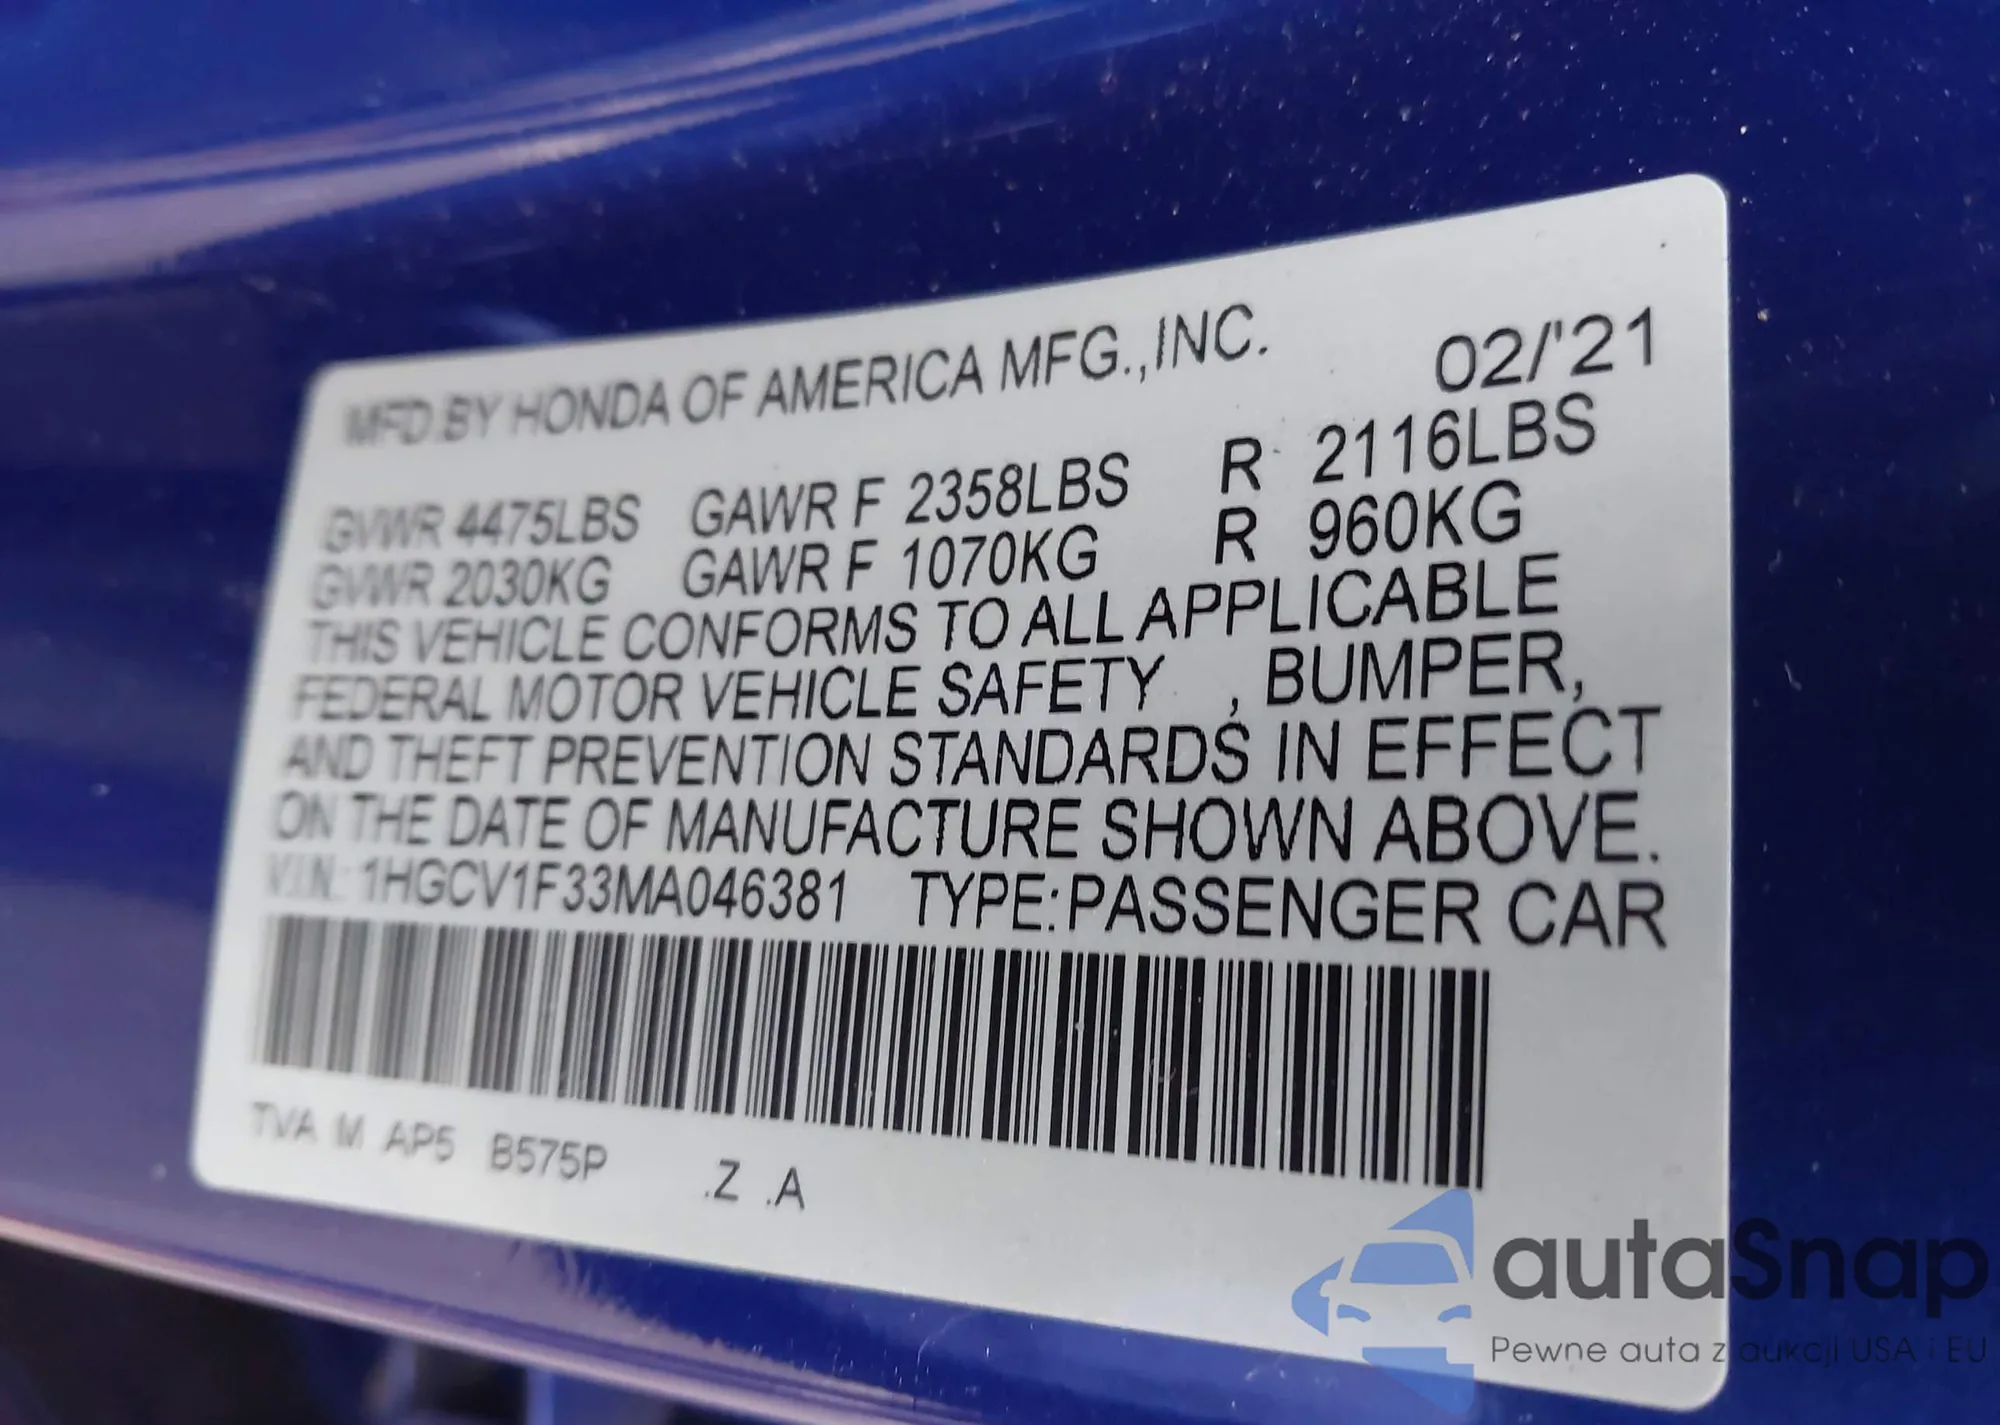 MFD.BY HONDA OF AMERICA MFG.,INC. 02/'21
GVWR 4475LBS GAWR F 2358LBS R 2116LBS
GVWR 2030KG GAWR F 1070KG R 960KG
THIS VEHICLE CONFORMS TO ALL APPLICABLE
FEDERAL MOTOR VEHICLE SAFETY , BUMPER,
AND THEFT PREVENTION STANDARDS IN EFFECT
ON THE DATE OF MANUFACTURE SHOWN ABOVE.
V.I.N. 1HGCV1F33MA046381 TYPE:PASSENGER CAR
TVA M AP5 B575P .Z .A
autaSnap
Pewne auta z aukcji USA i EU